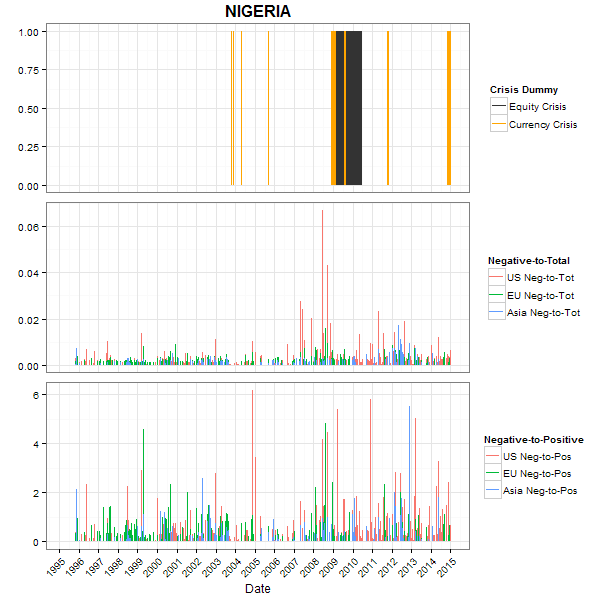 NIGERIA
1.00
0.75
0.50
0.25
0.00
Crisis Dummy
Equity Crisis
Currency Crisis
0.06
0.04
0.02
0.00
Negative-to-Total
US Neg-to-Tot
EU Neg-to-Tot
Asia Neg-to-Tot
6
4
2
0
Negative-to-Positive
US Neg-to-Pos
EU Neg-to-Pos
Asia Neg-to-Pos
1995 1996 1997 1998 1999 2000 2001 2002 2003 2004 2005 2006 2007 2008 2009 2010 2011 2012 2013 2014 2015
Date